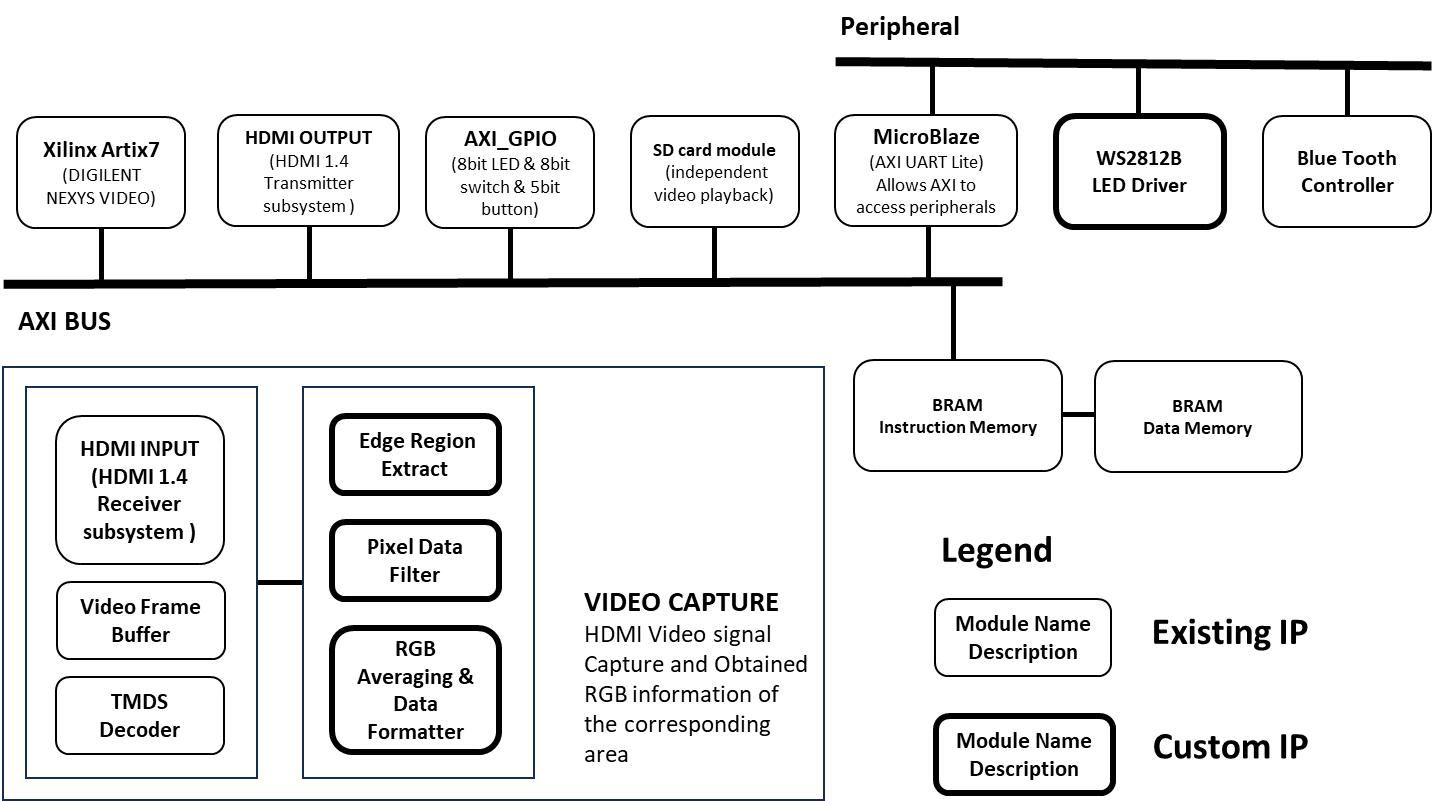 Peripheral
Xilinx Artix7
(DIGILENT
NEXYS VIDEO)
HDMI OUTPUT
(HDMI 1.4
Transmitter
subsystem )
AXI_GPIO
(8bit LED & 8bit
switch & 5bit
button)
SD card module
(independent
video playback)
MicroBlaze
(AXI UART Lite)
Allows AXI to
access peripherals
WS2812B
LED Driver
Blue Tooth
Controller
AXI BUS
BRAM
Instruction Memory
BRAM
Data Memory
HDMI INPUT
(HDMI 1.4
Receiver
subsystem )
Video Frame
Buffer
TMDS
Decoder
Edge Region
Extract
Pixel Data
Filter
RGB
Averaging &
Data
Formatter
VIDEO CAPTURE
HDMI Video signal
Capture and Obtained
RGB information of
the corresponding
area
Legend
Module Name
Description
Existing IP
Module Name
Description
Custom IP